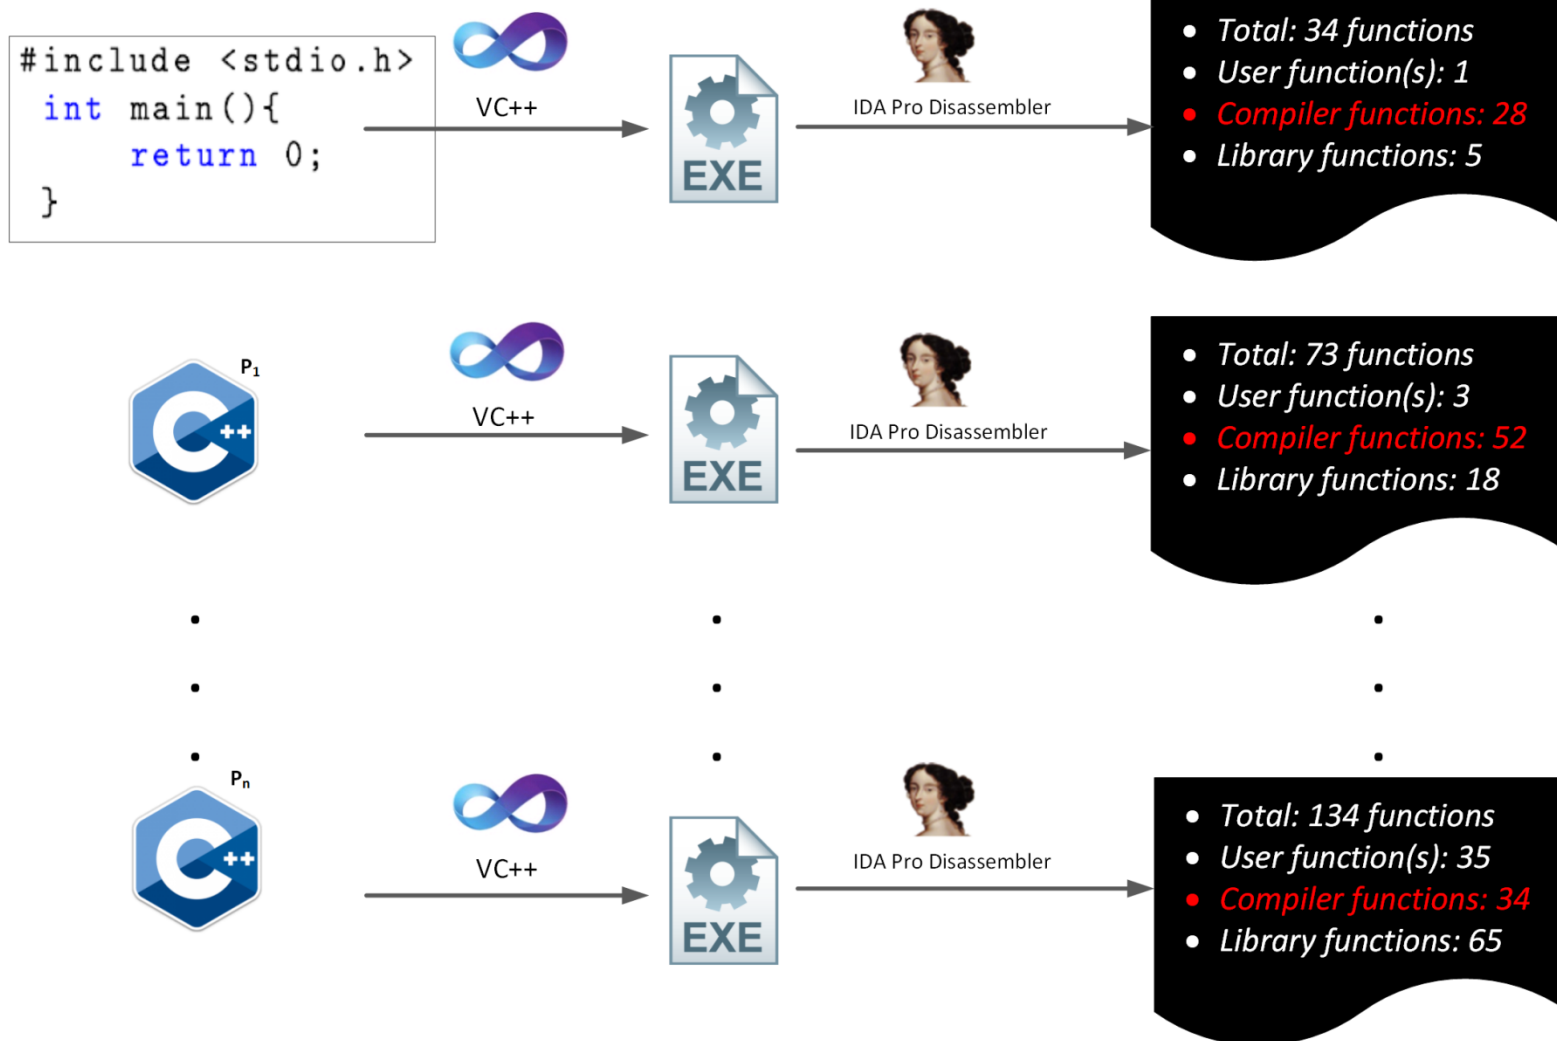 #include <stdio.h>
int main(){
return 0;
}
VC++
EXE
IDA Pro Disassembler
• Total: 34 functions
• User function(s): 1
• Compiler functions: 28
• Library functions: 5
P1
C++
VC++
EXE
IDA Pro Disassembler
• Total: 73 functions
• User function(s): 3
• Compiler functions: 52
• Library functions: 18
Pn
C++
VC++
EXE
IDA Pro Disassembler
• Total: 134 functions
• User function(s): 35
• Compiler functions: 34
• Library functions: 65